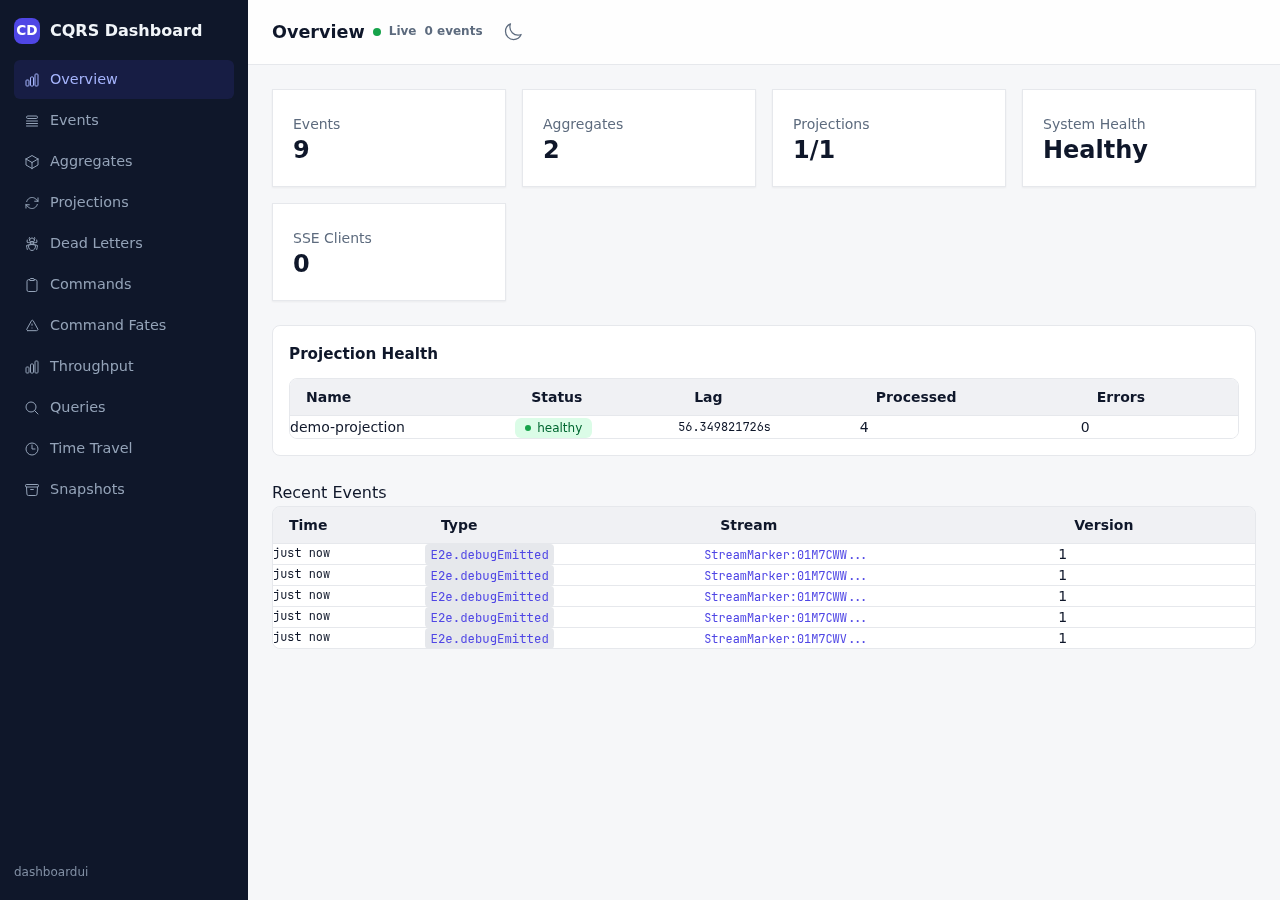 CD CQRS Dashboard
Overview
Events
Aggregates
Projections
Dead Letters
Commands
Command Fates
Throughput
Queries
Time Travel
Snapshots
dashboardui
Overview Live 0 events
Events
9
Aggregates
2
Projections
1/1
System Health
Healthy
SSE Clients
0
Projection Health
Name Status Lag Processed Errors
demo-projection healthy 56.349821726s 4 0
Recent Events
Time Type Stream Version
just now E2e.debugEmitted StreamMarker:01M7CWW... 1
just now E2e.debugEmitted StreamMarker:01M7CWW... 1
just now E2e.debugEmitted StreamMarker:01M7CWW... 1
just now E2e.debugEmitted StreamMarker:01M7CWW... 1
just now E2e.debugEmitted StreamMarker:01M7CWV... 1